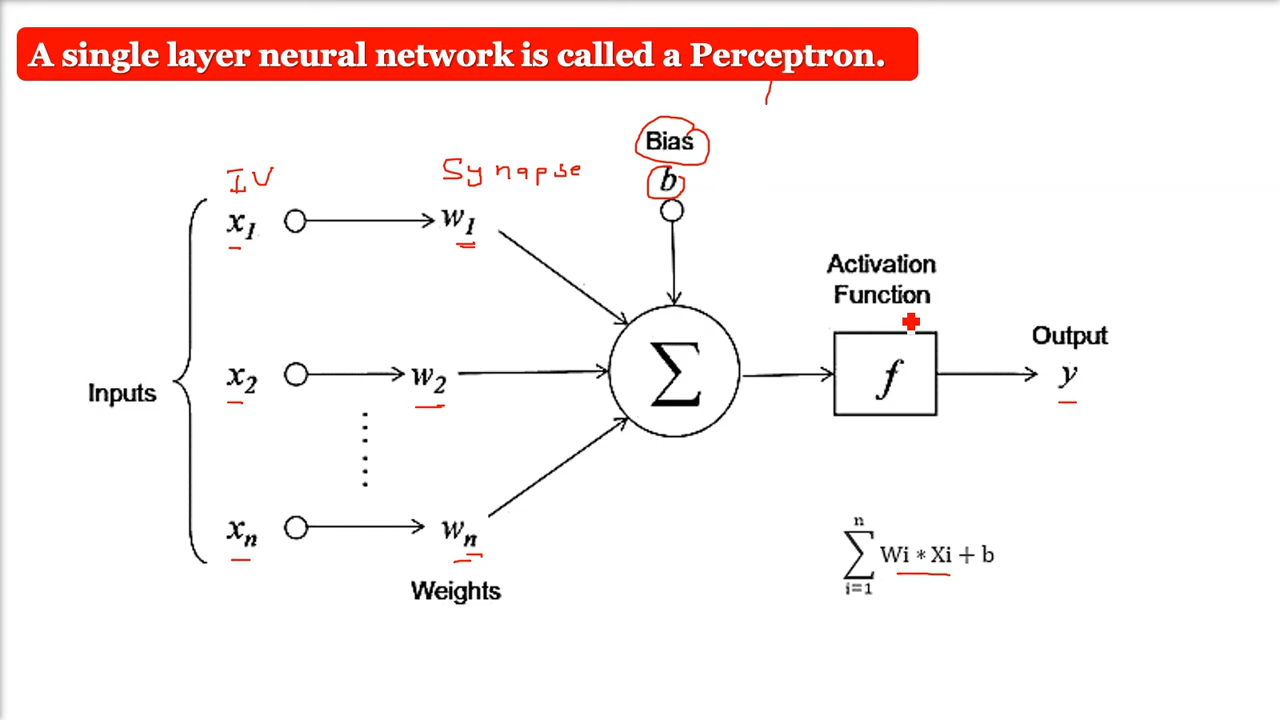 A single layer neural network is called a Perceptron.
Bias
b
IV
Synapse
x1
w1
Activation
Function
Output
Inputs
x2
w2
Σ
f
y
xn
wn
Weights
n
∑ Wi * Xi + b
i=1